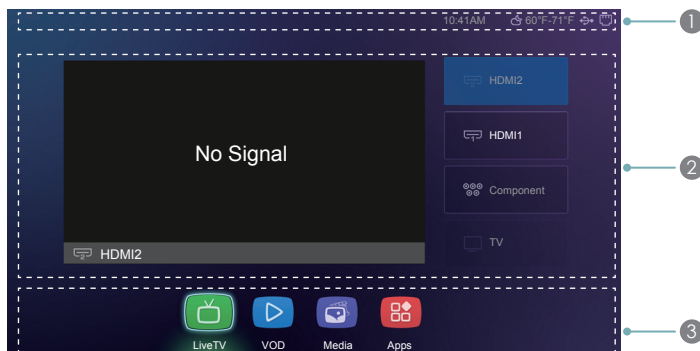 10:41AM 60°F-71°F
1
HDMI2
HDMI1
No Signal
2
Component
TV
HDMI2
LiveTV VOD Media Apps
3